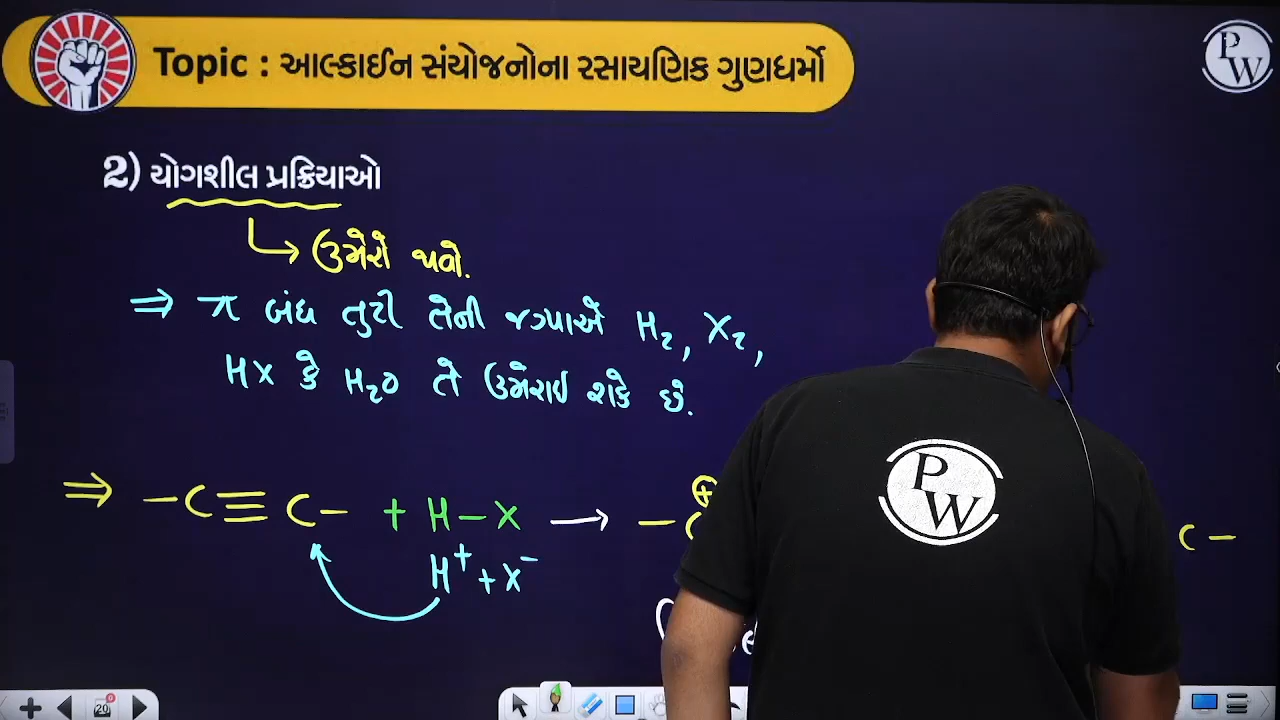 Topic : આલ્કાઈન સંયોજનોના રસાયણિક ગુણધર્મો
PW
2) યોગશીલ પ્રક્રિયાઓ
ઉમેરો થવો.
⇒ π બંધ તુટી તેની જગ્યાએ H₂, X₂,
HX કે H₂O તે ઉમેરાઈ શકે છે.
⇒ –C≡C– + H–X → –C⊕ C–
H⁺ + X⁻
PW
20